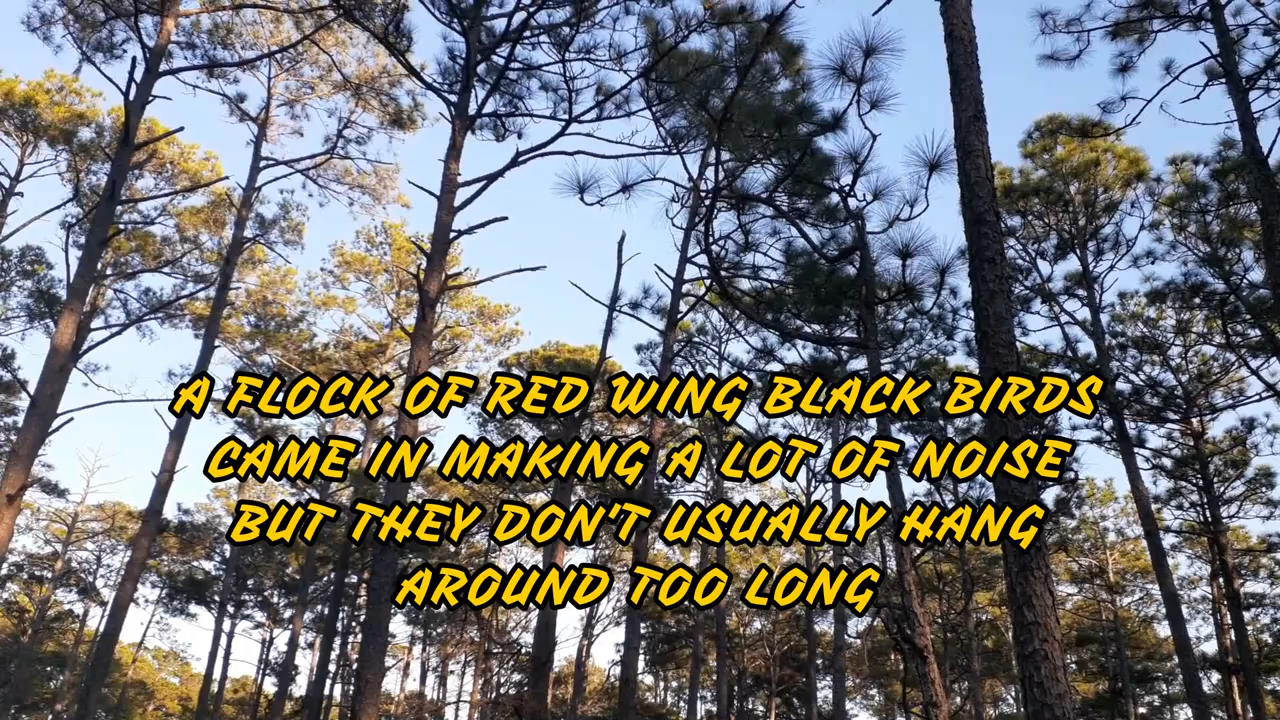 A FLOCK OF RED WING BLACK BIRDS
CAME IN MAKING A LOT OF NOISE
BUT THEY DON'T USUALLY HANG
AROUND TOO LONG